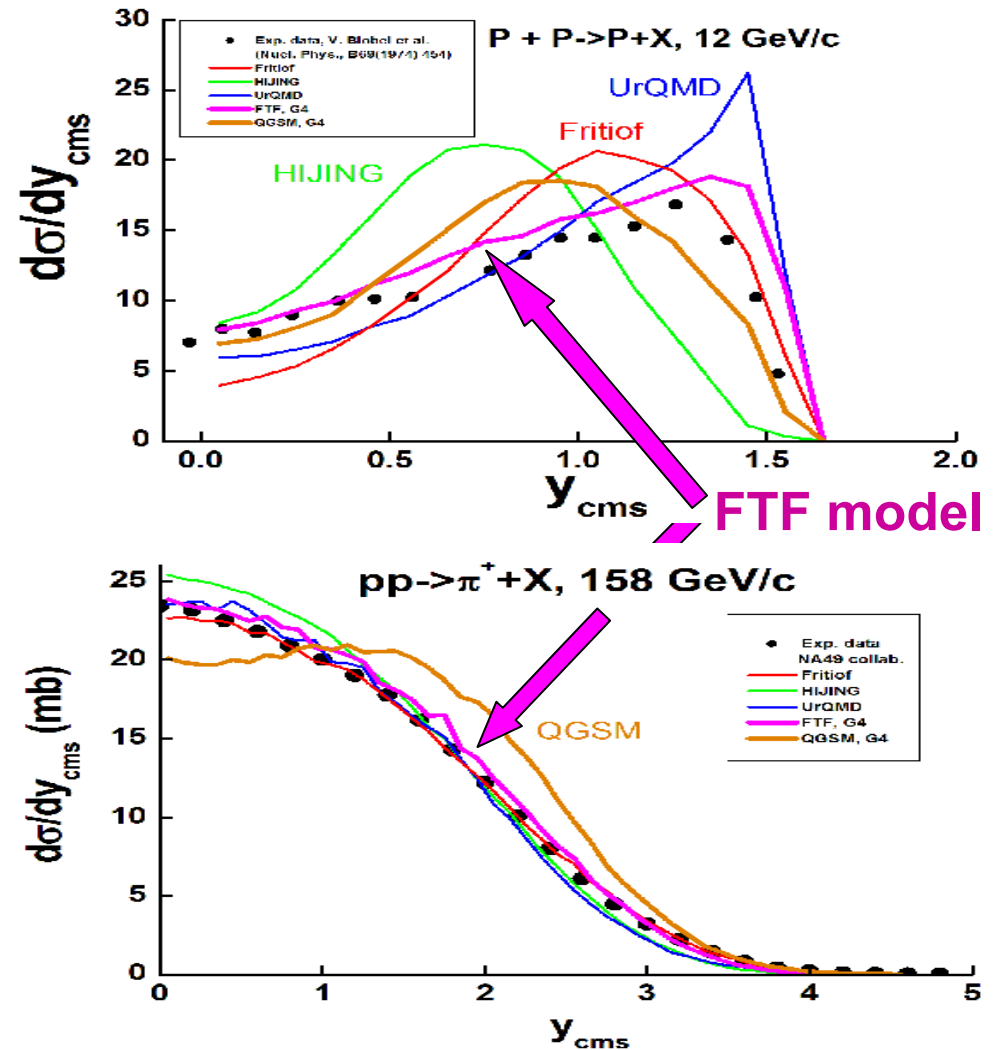 30
25
20
15
10
5
0
dσ/dy_cms
Exp. data, V. Blobel et al.
(Nucl. Phys., B69(1974) 454)
Fritiof
HIJING
UrQMD
FTF, G4
QGSM, G4
P + P->P+X, 12 GeV/c
UrQMD
Fritiof
HIJING
0.0 0.5 1.0 1.5 2.0
y_cms
FTF model
25
20
15
10
5
0
dσ/dy_cms (mb)
pp->π⁺+X, 158 GeV/c
Exp. data
NA49 collab.
Fritiof
HIJING
UrQMD
FTF, G4
QGSM, G4
QGSM
0 1 2 3 4 5
y_cms